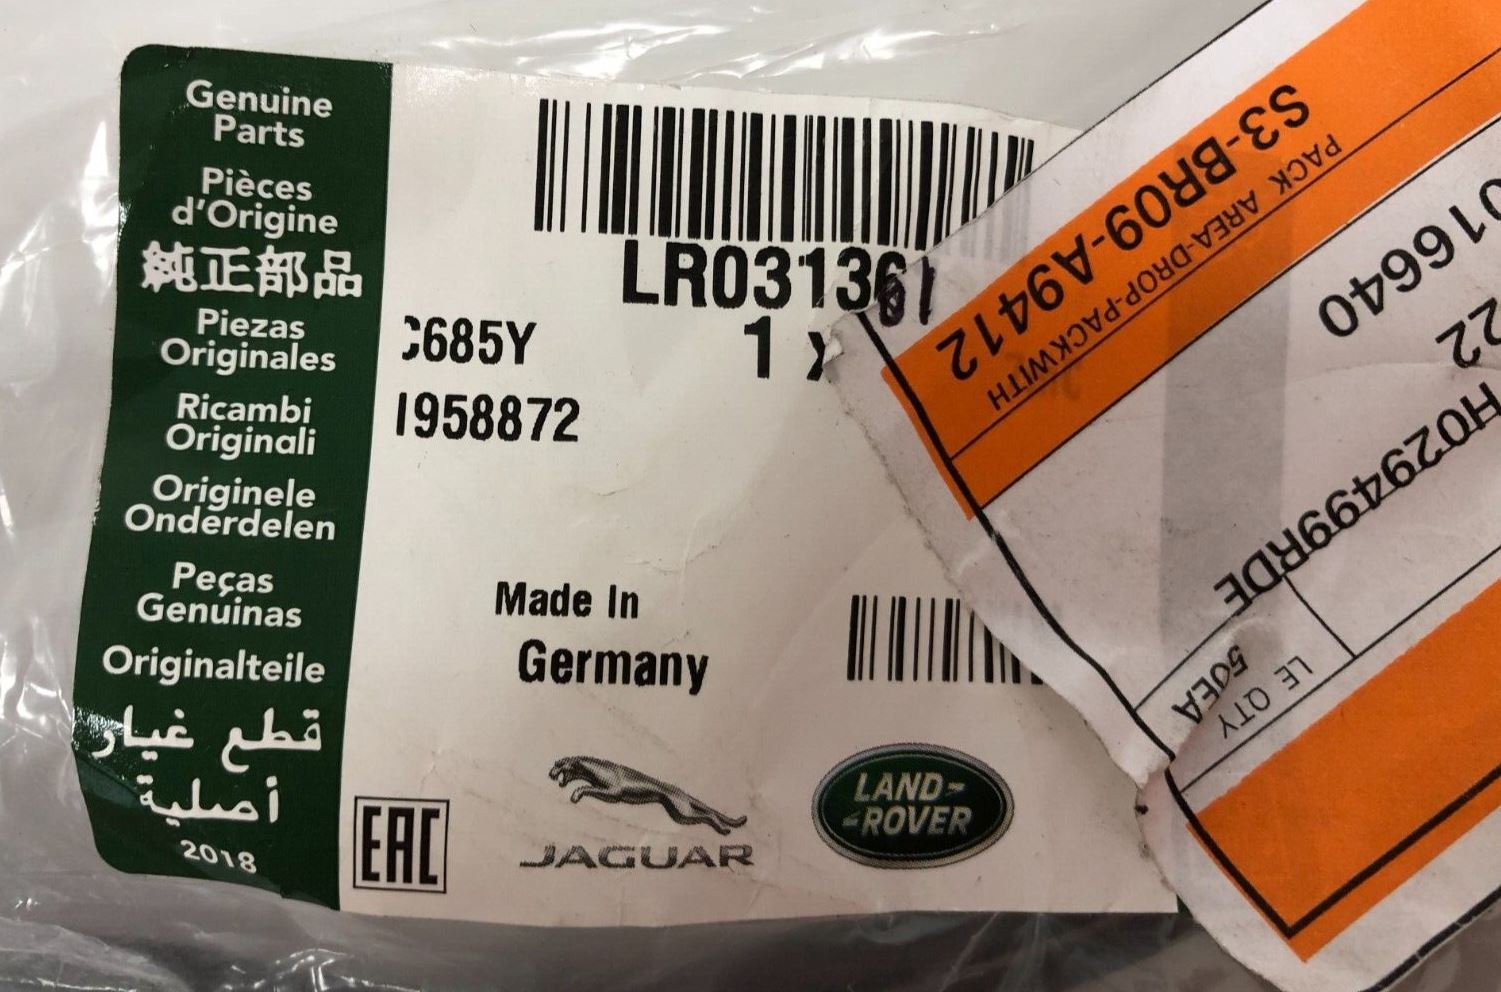 Genuine
Parts
Pièces
d'Origine
純正部品
Piezas
Originales
Ricambi
Originali
Originele
Onderdelen
Peças
Genuinas
Originalteile
قطع غيار
أصلية
2018
LR031361
C685Y
1 x
1958872
Made In
Germany
EAC
JAGUAR
LAND-
-ROVER
S3-BR09-A9412
PACK AREA-DROP-PACKWITH
016640
22
H029499RDE
LE QTY
50EA